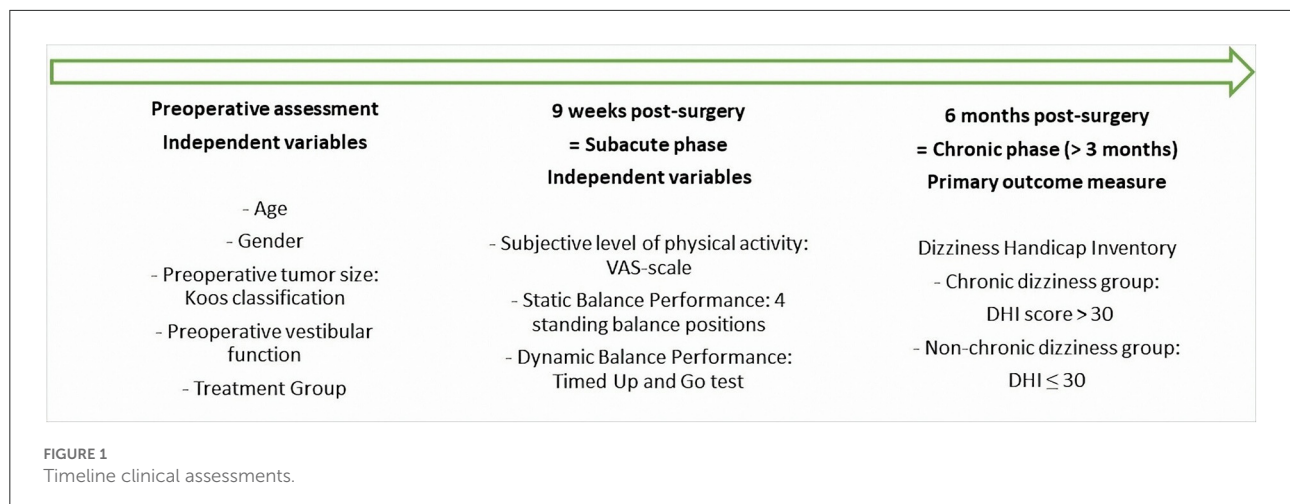 Preoperative assessment
Independent variables
- Age
- Gender
- Preoperative tumor size:
Koos classification
- Preoperative vestibular
function
- Treatment Group
9 weeks post-surgery
= Subacute phase
Independent variables
- Subjective level of physical activity:
VAS-scale
- Static Balance Performance: 4
standing balance positions
- Dynamic Balance Performance:
Timed Up and Go test
6 months post-surgery
= Chronic phase (> 3 months)
Primary outcome measure
Dizziness Handicap Inventory
- Chronic dizziness group:
DHI score > 30
- Non-chronic dizziness group:
DHI ≤ 30
FIGURE 1
Timeline clinical assessments.